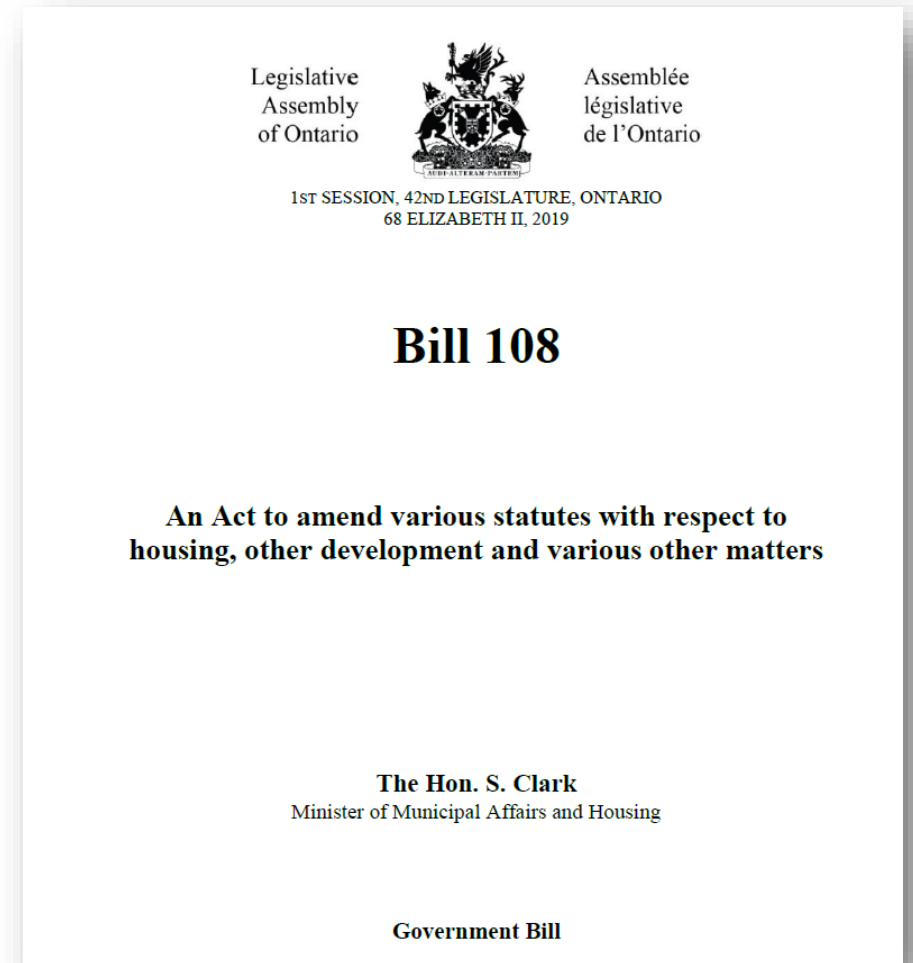 Legislative
Assembly
of Ontario
Assemblée
législative
de l'Ontario
AUDI ALTERAM PARTEM
1ST SESSION, 42ND LEGISLATURE, ONTARIO
68 ELIZABETH II, 2019
Bill 108
An Act to amend various statutes with respect to
housing, other development and various other matters
The Hon. S. Clark
Minister of Municipal Affairs and Housing
Government Bill